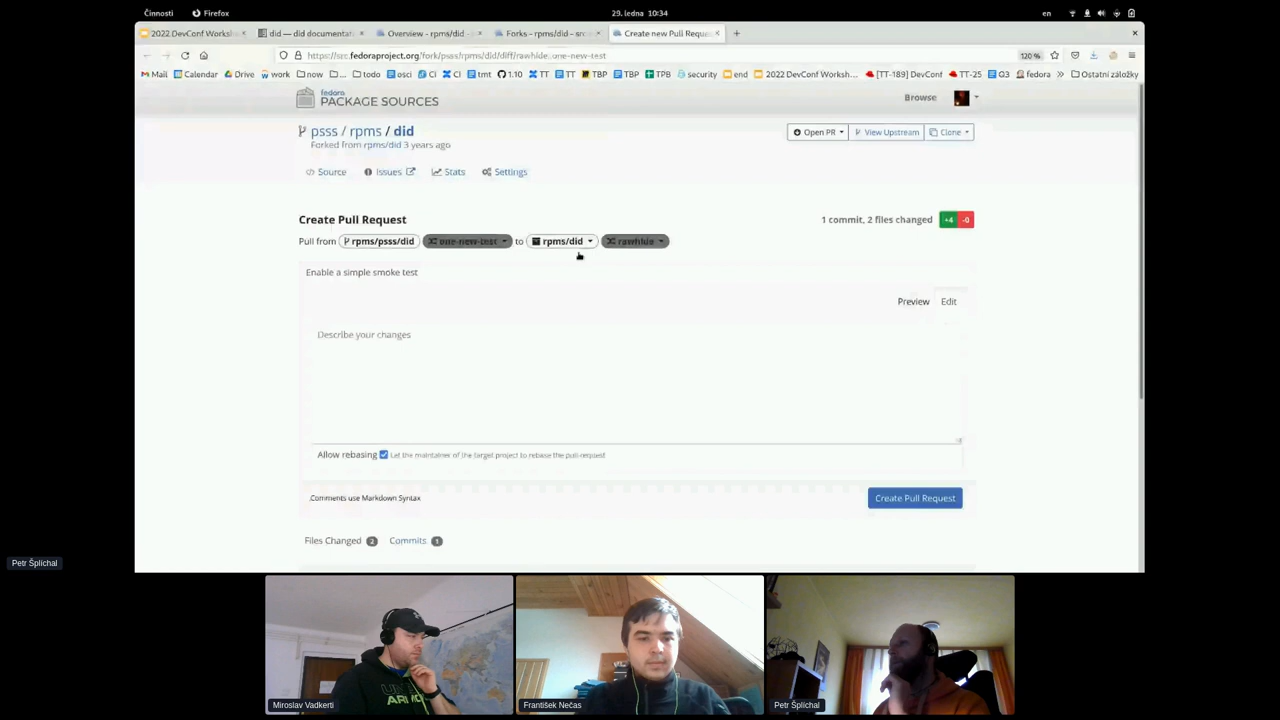 Činnosti Firefox 29. ledna 10:34 en
2022 DevConf Worksh did — did documentat Overview - rpms/did — Forks - rpms/did - src Create new Pull Reque
https://src.fedoraproject.org/fork/psss/rpms/did/diff/rawhide..one-new-test 120 %
Mail Calendar Drive work now ... todo osci CI CI tmt 1.10 TT TT TBP TBP TPB security end 2022 DevConf Worksh... [TT-189] DevConf TT-25 G3 fedora Ostatní záložky
fedora
PACKAGE SOURCES Browse
psss / rpms / did Open PR View Upstream Clone
Forked from rpms/did 3 years ago
Source Issues Stats Settings
Create Pull Request 1 commit, 2 files changed +4 -0
Pull from rpms/psss/did one-new-test to rpms/did rawhide
Enable a simple smoke test
Preview Edit
Describe your changes
Allow rebasing Let the maintainer of the target project to rebase the pull-request
Comments use Markdown Syntax Create Pull Request
Files Changed 2 Commits 1
Petr Šplíchal
Miroslav Vadkerti František Nečas Petr Šplíchal